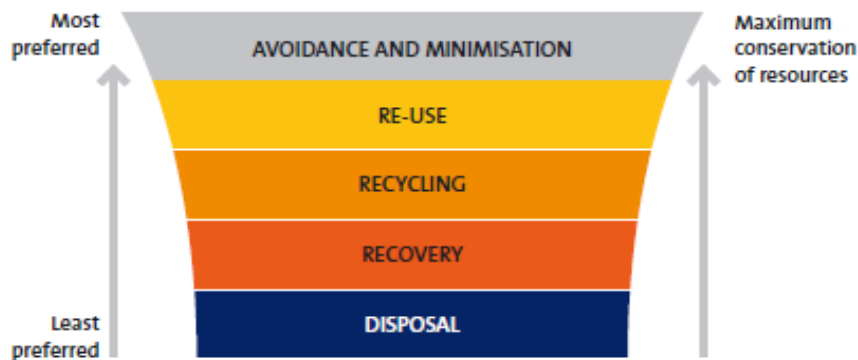 Most
preferred
AVOIDANCE AND MINIMISATION
Maximum
conservation
of resources
RE-USE
RECYCLING
RECOVERY
DISPOSAL
Least
preferred